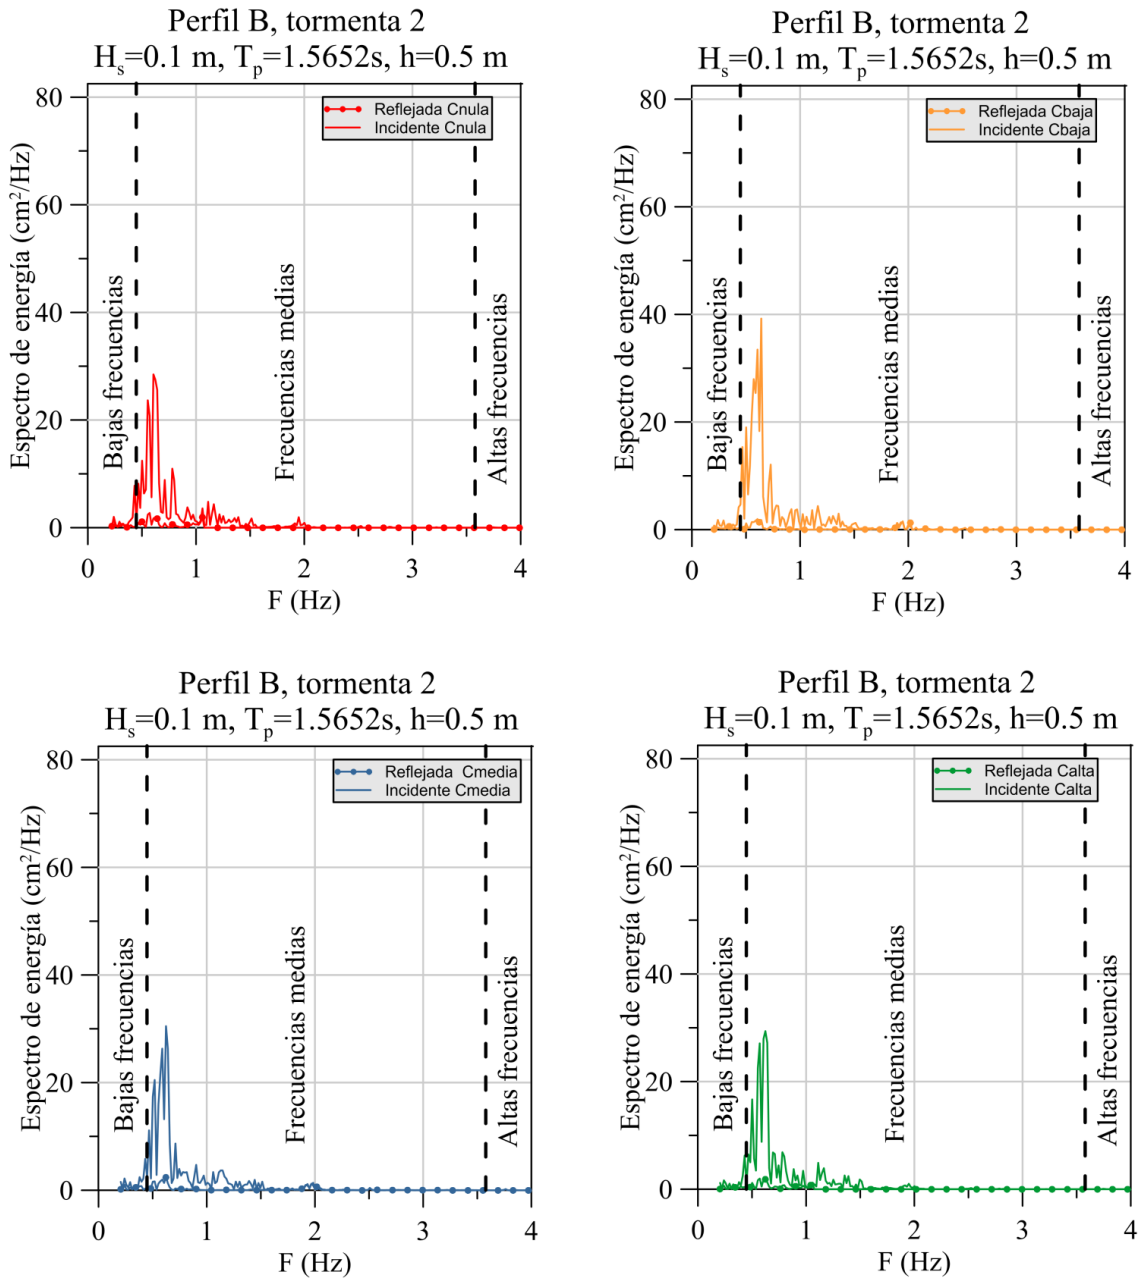 Perfil B, tormenta 2
Hs=0.1 m, Tp=1.5652s, h=0.5 m
Reflejada Cnula
Incidente Cnula
Espectro de energía (cm²/Hz)
80
60
40
20
0
Bajas frecuencias
Frecuencias medias
Altas frecuencias
0 1 2 3 4
F (Hz)
Perfil B, tormenta 2
Hs=0.1 m, Tp=1.5652s, h=0.5 m
Reflejada Cbaja
Incidente Cbaja
Espectro de energía (cm²/Hz)
80
60
40
20
0
Bajas frecuencias
Frecuencias medias
Altas frecuencias
0 1 2 3 4
F (Hz)
Perfil B, tormenta 2
Hs=0.1 m, Tp=1.5652s, h=0.5 m
Reflejada Cmedia
Incidente Cmedia
Espectro de energía (cm²/Hz)
80
60
40
20
0
Bajas frecuencias
Frecuencias medias
Altas frecuencias
0 1 2 3 4
F (Hz)
Perfil B, tormenta 2
Hs=0.1 m, Tp=1.5652s, h=0.5 m
Reflejada Calta
Incidente Calta
Espectro de energía (cm²/Hz)
80
60
40
20
0
Bajas frecuencias
Frecuencias medias
Altas frecuencias
0 1 2 3 4
F (Hz)